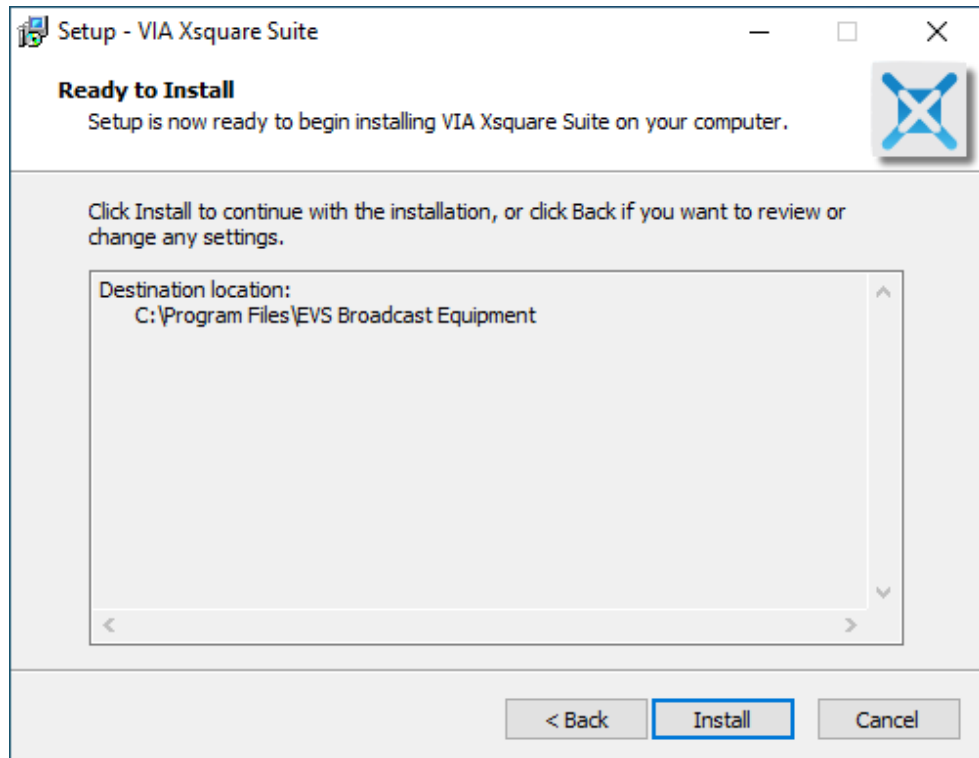 Setup - VIA Xsquare Suite
Ready to Install
Setup is now ready to begin installing VIA Xsquare Suite on your computer.
Click Install to continue with the installation, or click Back if you want to review or
change any settings.
Destination location:
C:\Program Files\EVS Broadcast Equipment
< Back
Install
Cancel